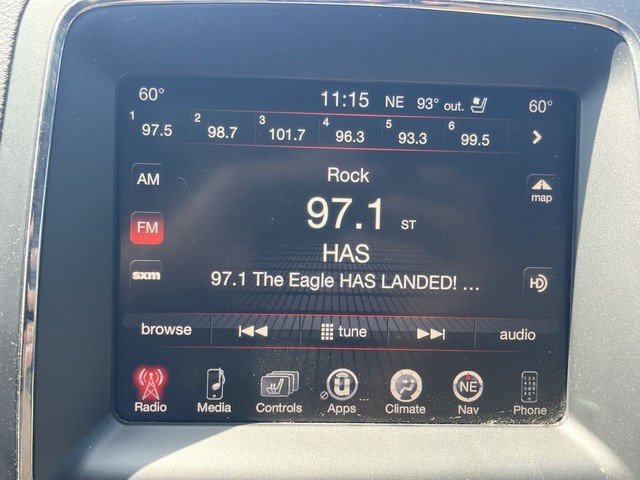 60° 11:15 NE 93° out. 60°
1 97.5 2 98.7 3 101.7 4 96.3 5 93.3 6 99.5
AM Rock map
FM 97.1 ST
HAS
sxm 97.1 The Eagle HAS LANDED! ... HD
browse tune audio
NE
Radio Media Controls Apps Climate Nav Phone